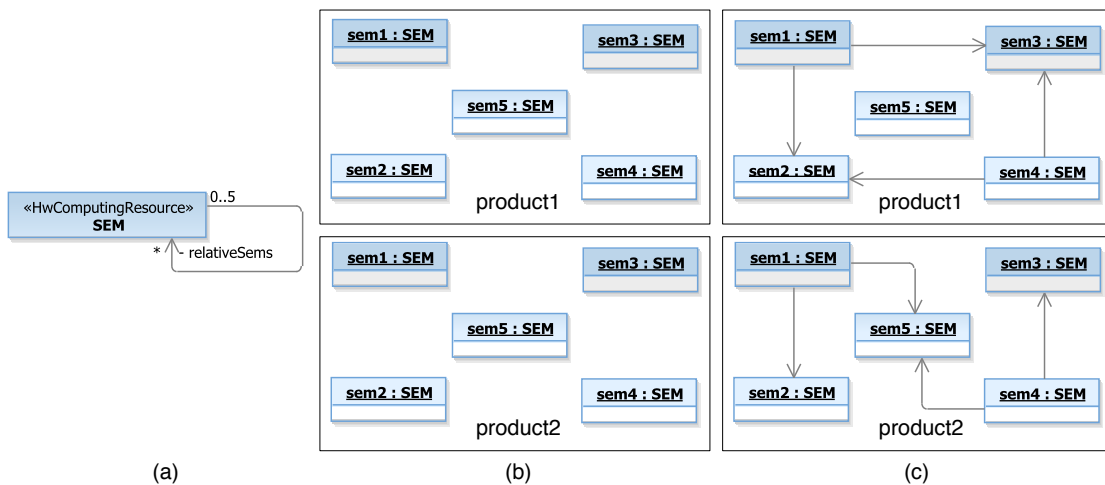 0..5
«HwComputingResource»
SEM
*
- relativeSems
(a)
sem1 : SEM
sem3 : SEM
sem5 : SEM
sem2 : SEM
sem4 : SEM
product1
sem1 : SEM
sem3 : SEM
sem5 : SEM
sem2 : SEM
sem4 : SEM
product2
(b)
sem1 : SEM
sem3 : SEM
sem5 : SEM
sem2 : SEM
sem4 : SEM
product1
sem1 : SEM
sem3 : SEM
sem5 : SEM
sem2 : SEM
sem4 : SEM
product2
(c)